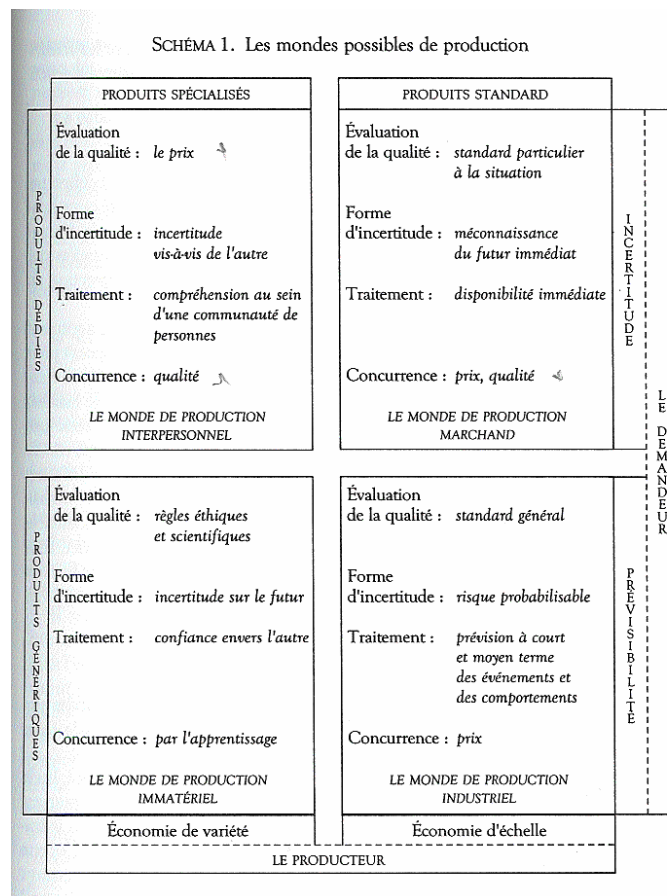 SCHÉMA 1. Les mondes possibles de production
PRODUITS SPÉCIALISÉS
PRODUITS STANDARD
PRODUITS DÉDIÉS
Évaluation
de la qualité : le prix
Forme
d'incertitude : incertitude
vis-à-vis de l'autre
Traitement : compréhension au sein
d'une communauté de
personnes
Concurrence : qualité
LE MONDE DE PRODUCTION
INTERPERSONNEL
Évaluation
de la qualité : standard particulier
à la situation
Forme
d'incertitude : méconnaissance
du futur immédiat
Traitement : disponibilité immédiate
Concurrence : prix, qualité
LE MONDE DE PRODUCTION
MARCHAND
INCERTITUDE
LE DEMANDEUR
PRODUITS GÉNÉRIQUES
Évaluation
de la qualité : règles éthiques
et scientifiques
Forme
d'incertitude : incertitude sur le futur
Traitement : confiance envers l'autre
Concurrence : par l'apprentissage
LE MONDE DE PRODUCTION
IMMATÉRIEL
Évaluation
de la qualité : standard général
Forme
d'incertitude : risque probabilisable
Traitement : prévision à court
et moyen terme
des événements et
des comportements
Concurrence : prix
LE MONDE DE PRODUCTION
INDUSTRIEL
PRÉVISIBILITÉ
Économie de variété
Économie d'échelle
LE PRODUCTEUR